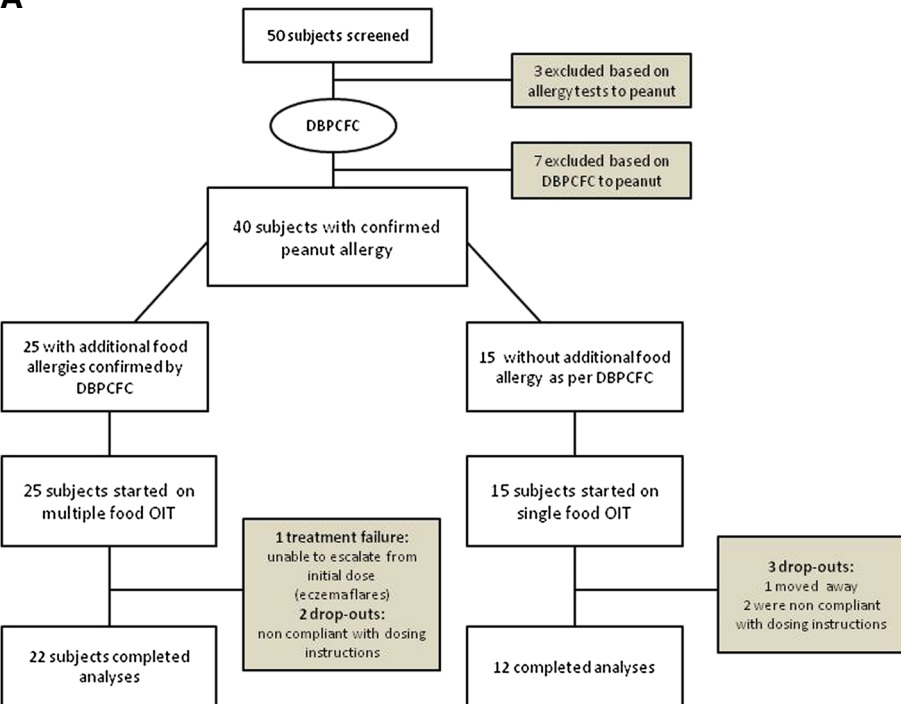 A
50 subjects screened
3 excluded based on
allergy tests to peanut
DBPCFC
7 excluded based on
DBPCFC to peanut
40 subjects with confirmed
peanut allergy
25 with additional food
allergies confirmed by
DBPCFC
15 without additional food
allergy as per DBPCFC
25 subjects started on
multiple food OIT
15 subjects started on
single food OIT
1 treatment failure:
unable to escalate from
initial dose
(eczema flares)
2 drop-outs:
non compliant with dosing
instructions
3 drop-outs:
1 moved away
2 were non compliant
with dosing instructions
22 subjects completed
analyses
12 completed analyses